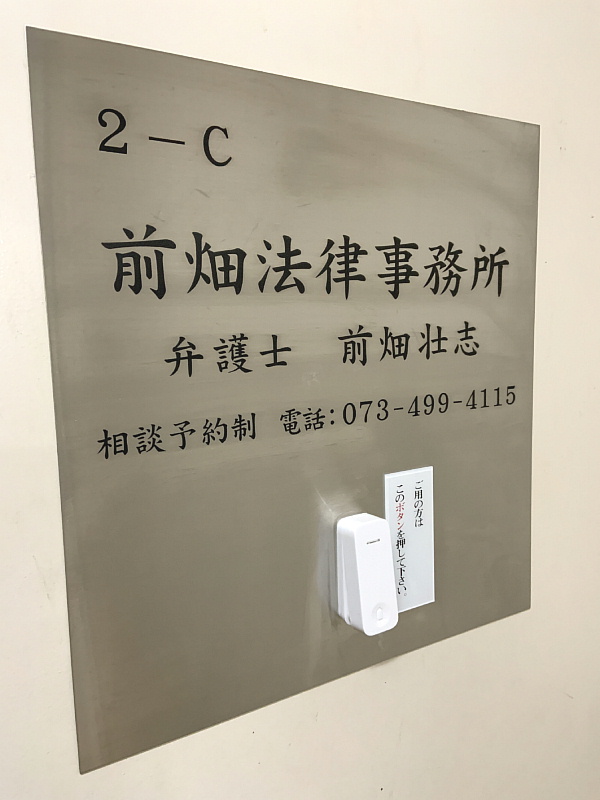 2-C
前畑法律事務所
弁護士 前畑壮志
相談予約制 電話:073-499-4115
ご用の方は
このボタンを押して下さい。